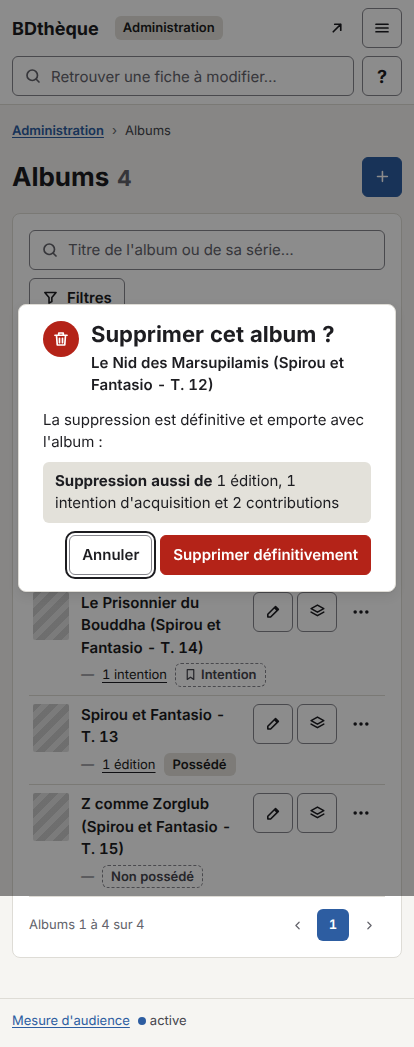 BDthèque Administration
Retrouver une fiche à modifier...
?
Administration › Albums
Albums 4
Titre de l'album ou de sa série...
Filtres
Supprimer cet album ?
Le Nid des Marsupilamis (Spirou et
Fantasio - T. 12)
La suppression est définitive et emporte avec
l'album :
Suppression aussi de 1 édition, 1
intention d'acquisition et 2 contributions
Annuler Supprimer définitivement
Le Prisonnier du
Bouddha (Spirou et
Fantasio - T. 14)
— 1 intention Intention
Spirou et Fantasio -
T. 13
— 1 édition Possédé
Z comme Zorglub
(Spirou et Fantasio -
T. 15)
— Non possédé
Albums 1 à 4 sur 4 ‹ 1 ›
Mesure d'audience active